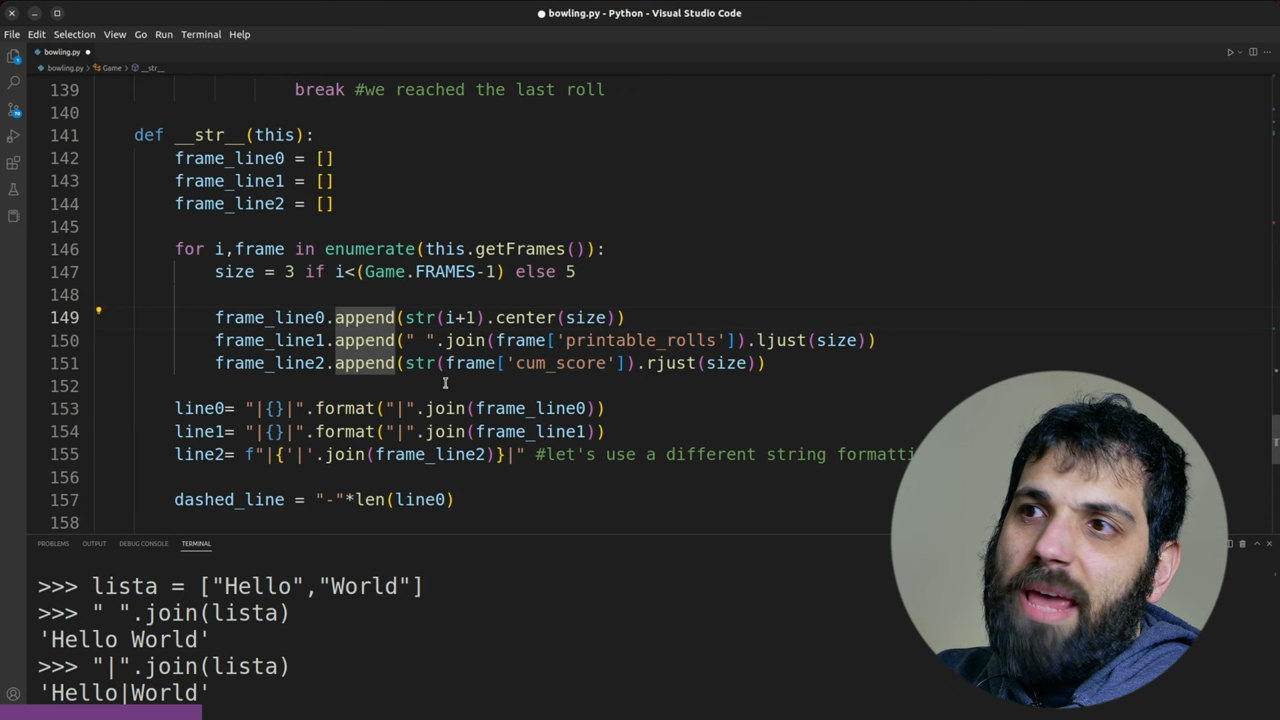 bowling.py - Python - Visual Studio Code
File Edit Selection View Go Run Terminal Help
bowling.py
bowling.py > Game > __str__
139 break #we reached the last roll
140
141 def __str__(this):
142 frame_line0 = []
143 frame_line1 = []
144 frame_line2 = []
145
146 for i,frame in enumerate(this.getFrames()):
147 size = 3 if i<(Game.FRAMES-1) else 5
148
149 frame_line0.append(str(i+1).center(size))
150 frame_line1.append(" ".join(frame['printable_rolls']).ljust(size))
151 frame_line2.append(str(frame['cum_score']).rjust(size))
152
153 line0= "|{}|".format("|".join(frame_line0))
154 line1= "|{}|".format("|".join(frame_line1))
155 line2= f"|{'|'.join(frame_line2)}|" #let's use a different string formatti
156
157 dashed_line = "-"*len(line0)
158
PROBLEMS OUTPUT DEBUG CONSOLE TERMINAL
>>> lista = ["Hello","World"]
>>> " ".join(lista)
'Hello World'
>>> "|".join(lista)
'Hello|World'